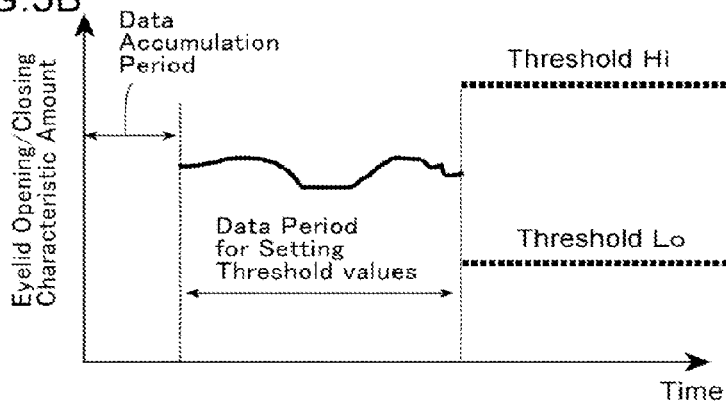 G.5B
Data
Accumulation
Period
Threshold Hi
Eyelid Opening/Closing
Characteristic Amount
Data Period
for Setting
Threshold values
Threshold Lo
Time